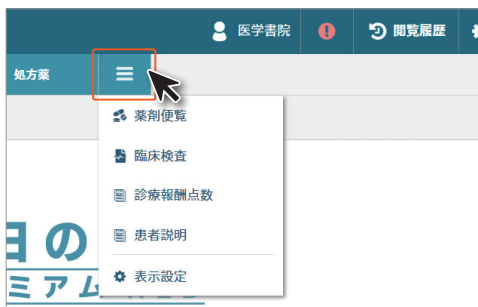 医学書院
閲覧履歴
処方薬
薬剤便覧
臨床検査
診療報酬点数
患者説明
表示設定
日の
ミアム